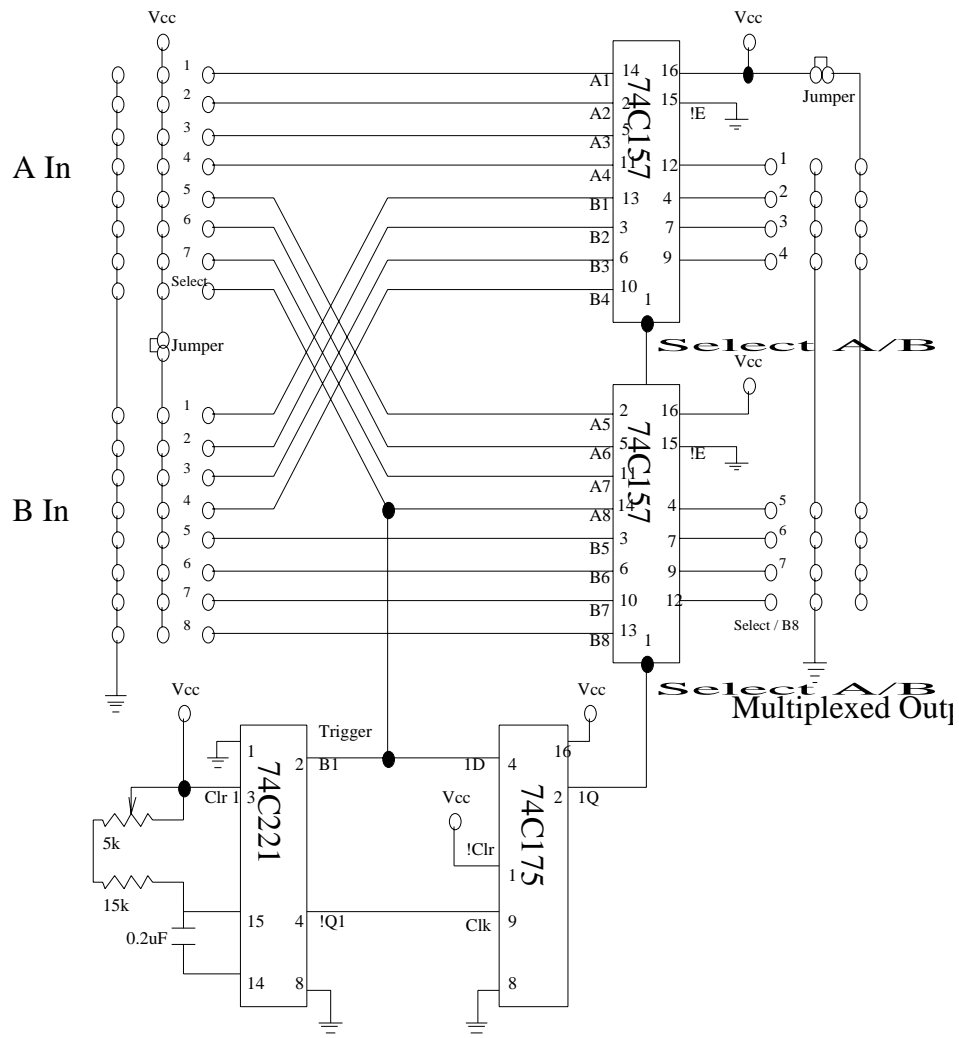 Vcc
Vcc
1
14
16
A1
2
2
15
Jumper
A2
!E
3
5
A3
A In
4
11
12
1
A4
5
13
4
2
B1
6
3
7
3
B2
7
6
9
4
B3
Select
10
B4
1
74C157
Jumper
Select A/B
Vcc
1
2
16
A5
2
5
15
A6
!E
3
11
A7
B In
4
14
4
5
A8
5
3
7
6
B5
6
6
9
7
B6
7
10
12
B7
Select / B8
8
13
B8
1
74C157
Select A/B
Multiplexed Outp
Vcc
Vcc
Trigger
1
16
2
B1
1D
4
Clr 1
3
2
1Q
Vcc
5k
!Clr
1
74C221
74C175
15k
15
4
!Q1
Clk
9
0.2uF
14
8
8